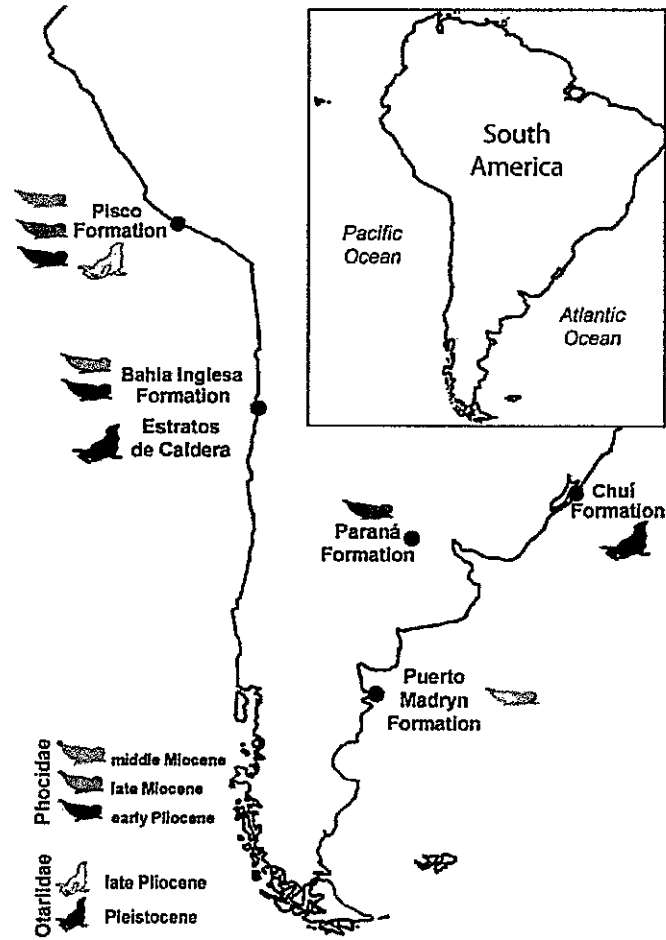 South
America
Pacific
Ocean
Atlantic
Ocean
Pisco
Formation
Bahia Inglesa
Formation
Estratos
de Caldera
Chuí
Formation
Paraná
Formation
Puerto
Madryn
Formation
Phocidae
middle Miocene
late Miocene
early Pliocene
Otariidae
late Pliocene
Pleistocene